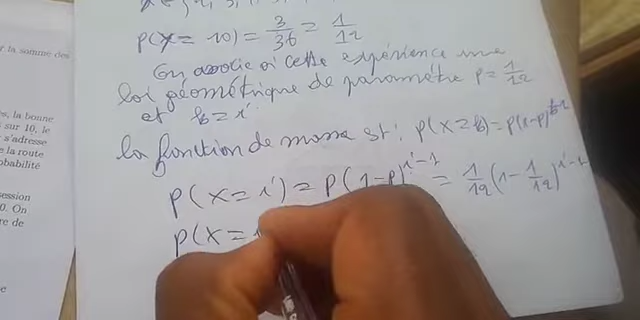 r la somme des
P(X = 10) = 3/36 = 1/12
On associe à cette expérience une
loi géométrique de paramètre p = 1/12
et k = i
la fonction de masse st : P(X = k) = p(1-p)^k-1
P(X = i) = p(1-p)^i-1 = 1/12 (1 - 1/12)^i-1
P(X =
s, la bonne
sur 10, le
s'adresse
la route
obabilité
session
0. On
re de